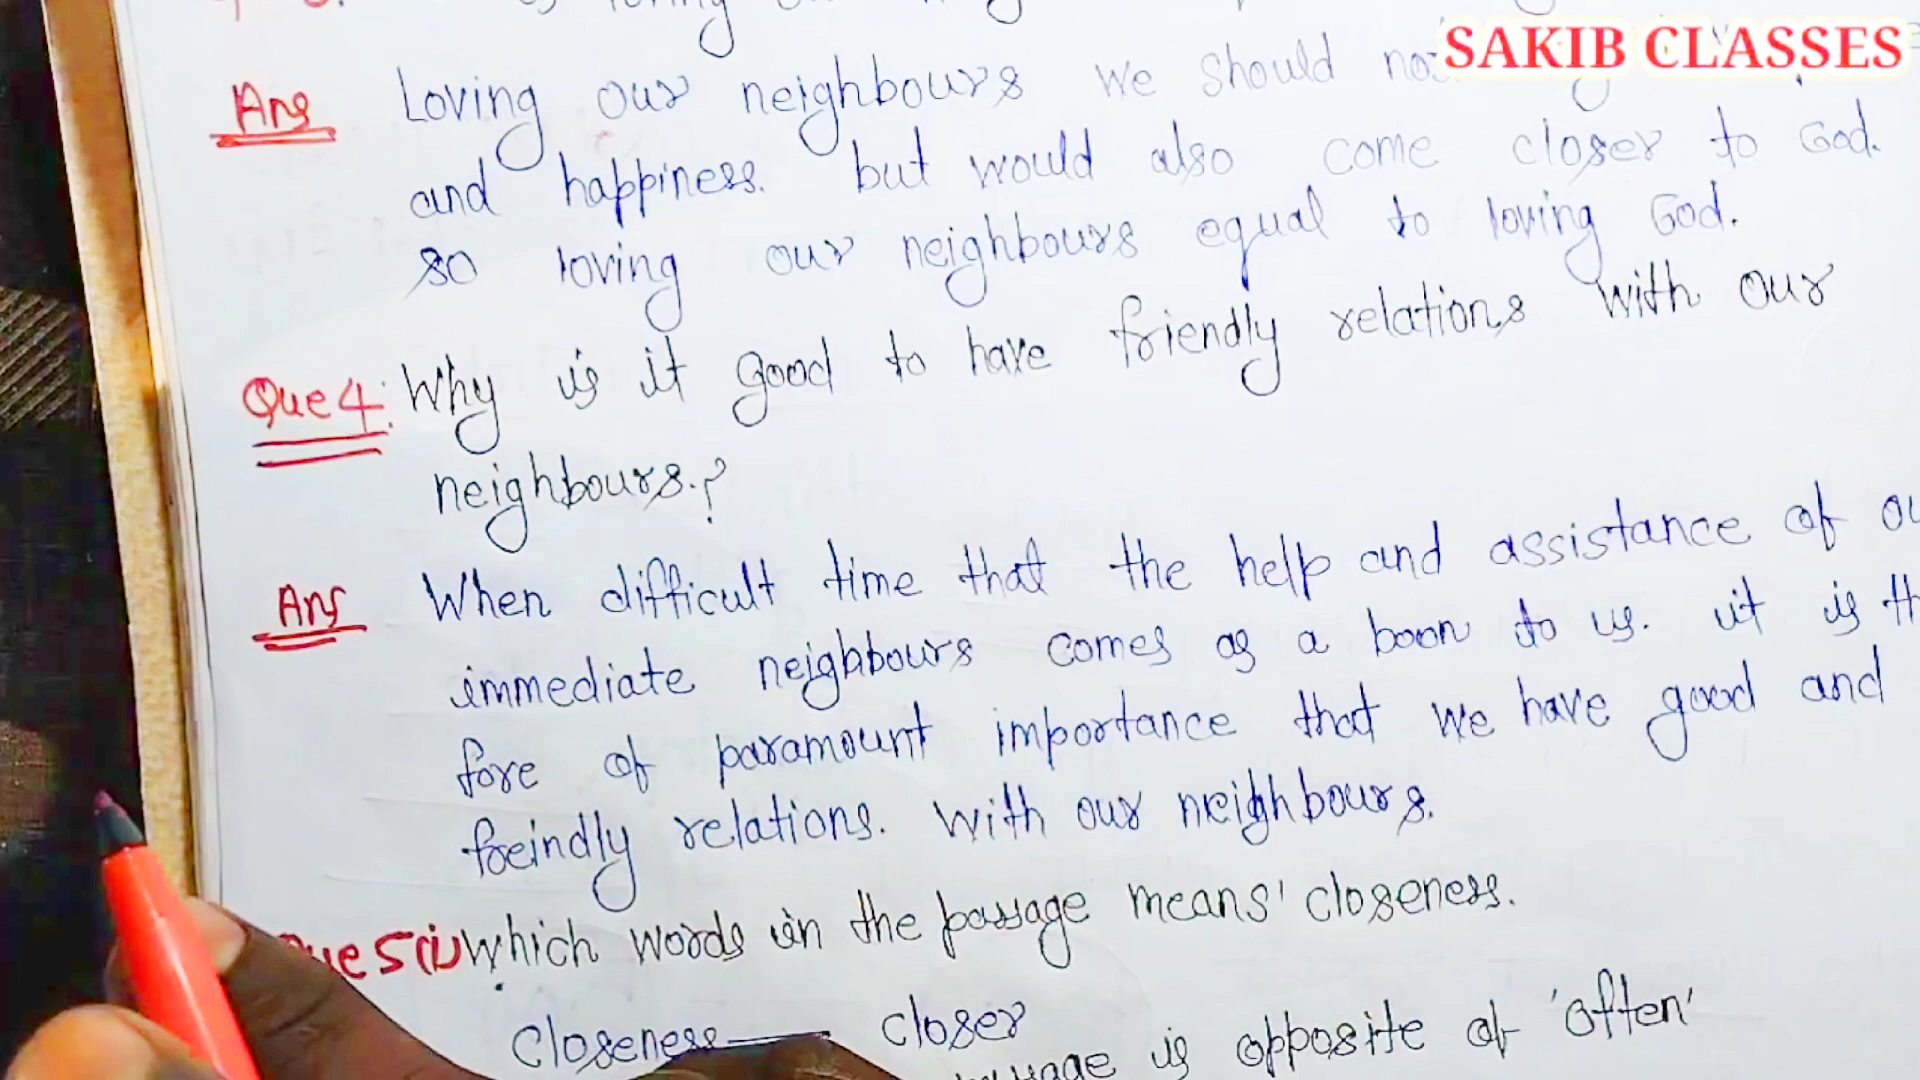 is loving our
SAKIB CLASSES
Ans Loving our neighbours we should
and happiness. but would also come closer to God.
so loving our neighbours equal to loving God.
Que 4: Why is it good to have friendly relations with our
neighbours.?
Ans When difficult time that the help and assistance of
immediate neighbours comes as a boon to us. it is
fore of paramount importance that we have good and
freindly relations. with our neighbours.
Que 5(i) which words in the passage means' closeness.
Closeness — closer
is opposite of 'often'